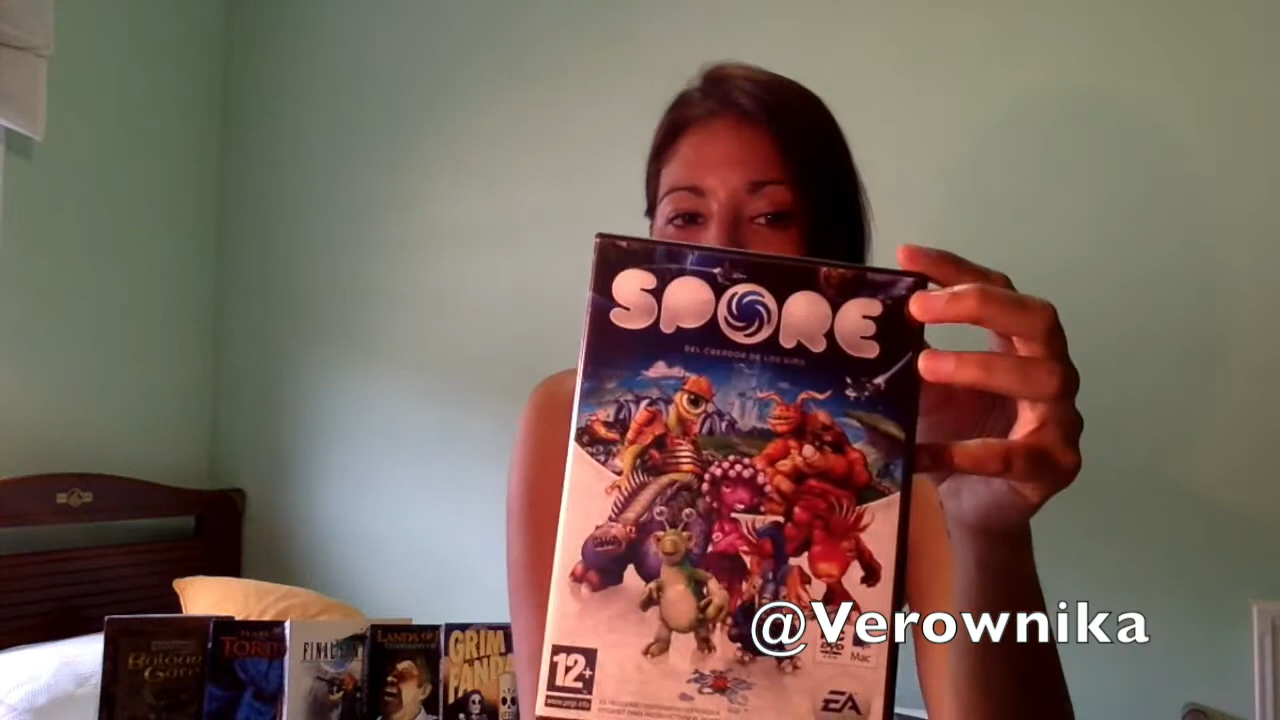 SPORE
DEL CREADOR DE LOS SIMS
@Verownika
12+
www.pegi.info
DVD
Mac
EA
Baldur
Gate
TORM
FINAL
LANDS OF
GRIM
FANDA